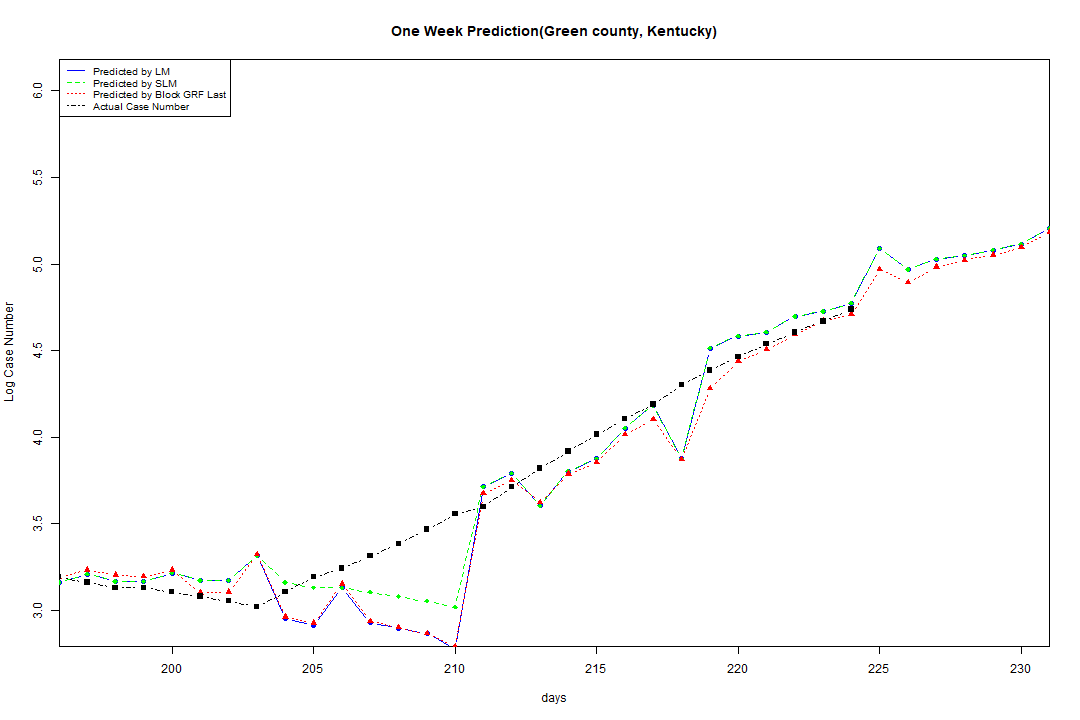 One Week Prediction(Green county, Kentucky)
Predicted by LM
Predicted by SLM
Predicted by Block GRF Last
Actual Case Number
6.0
5.5
5.0
4.5
4.0
3.5
3.0
Log Case Number
200 205 210 215 220 225 230
days